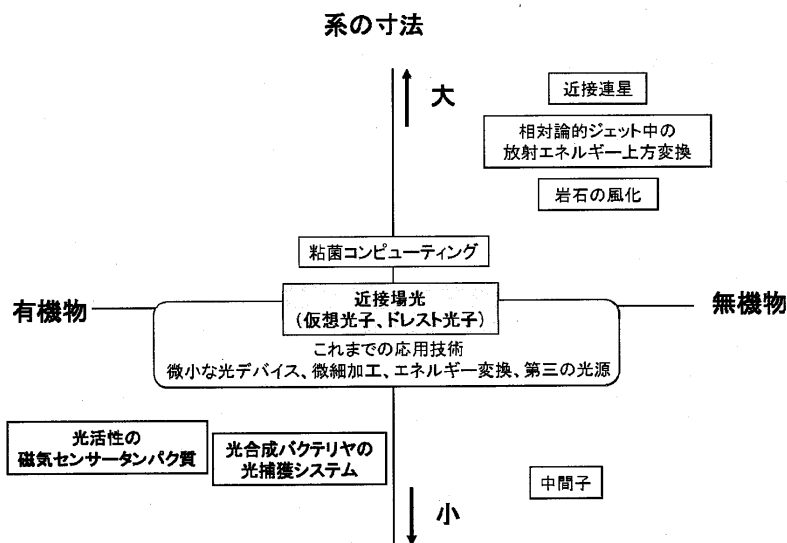 系の寸法
大
近接連星
相対論的ジェット中の
放射エネルギー上方変換
岩石の風化
粘菌コンピューティング
有機物
近接場光
(仮想光子、ドレスト光子)
無機物
これまでの応用技術
微小な光デバイス、微細加工、エネルギー変換、第三の光源
光活性の
磁気センサータンパク質
光合成バクテリヤの
光捕獲システム
中間子
小